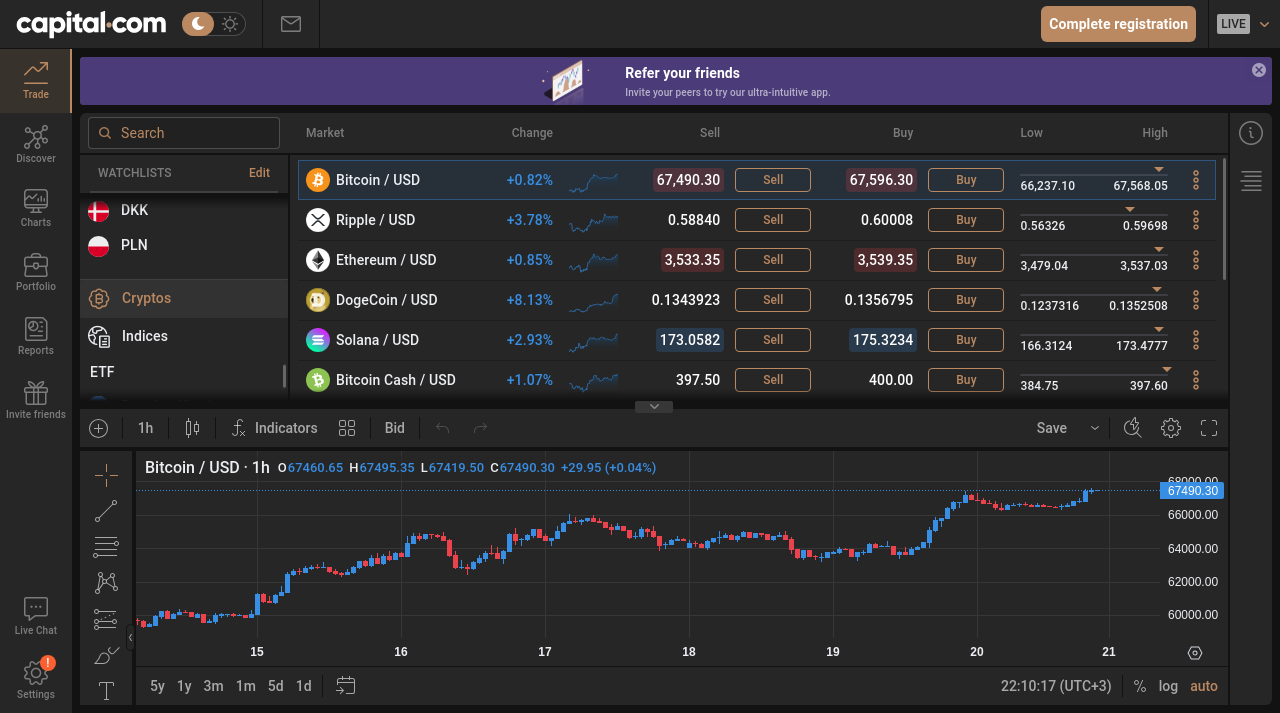 capital.com
Complete registration
LIVE
Refer your friends
Invite your peers to try our ultra-intuitive app.
Trade
Discover
Charts
Portfolio
Reports
Invite friends
Live Chat
!
Settings
Search
WATCHLISTS Edit
DKK
PLN
Cryptos
Indices
ETF
Market Change Sell Buy Low High
Bitcoin / USD +0.82% 67,490.30 Sell 67,596.30 Buy 66,237.10 67,568.05
Ripple / USD +3.78% 0.58840 Sell 0.60008 Buy 0.56326 0.59698
Ethereum / USD +0.85% 3,533.35 Sell 3,539.35 Buy 3,479.04 3,537.03
DogeCoin / USD +8.13% 0.1343923 Sell 0.1356795 Buy 0.1237316 0.1352508
Solana / USD +2.93% 173.0582 Sell 175.3234 Buy 166.3124 173.4777
Bitcoin Cash / USD +1.07% 397.50 Sell 400.00 Buy 384.75 397.60
1h Indicators Bid Save
Bitcoin / USD · 1h O67460.65 H67495.35 L67419.50 C67490.30 +29.95 (+0.04%)
68000.00
67490.30
66000.00
64000.00
62000.00
60000.00
15 16 17 18 19 20 21
5y 1y 3m 1m 5d 1d 22:10:17 (UTC+3) % log auto